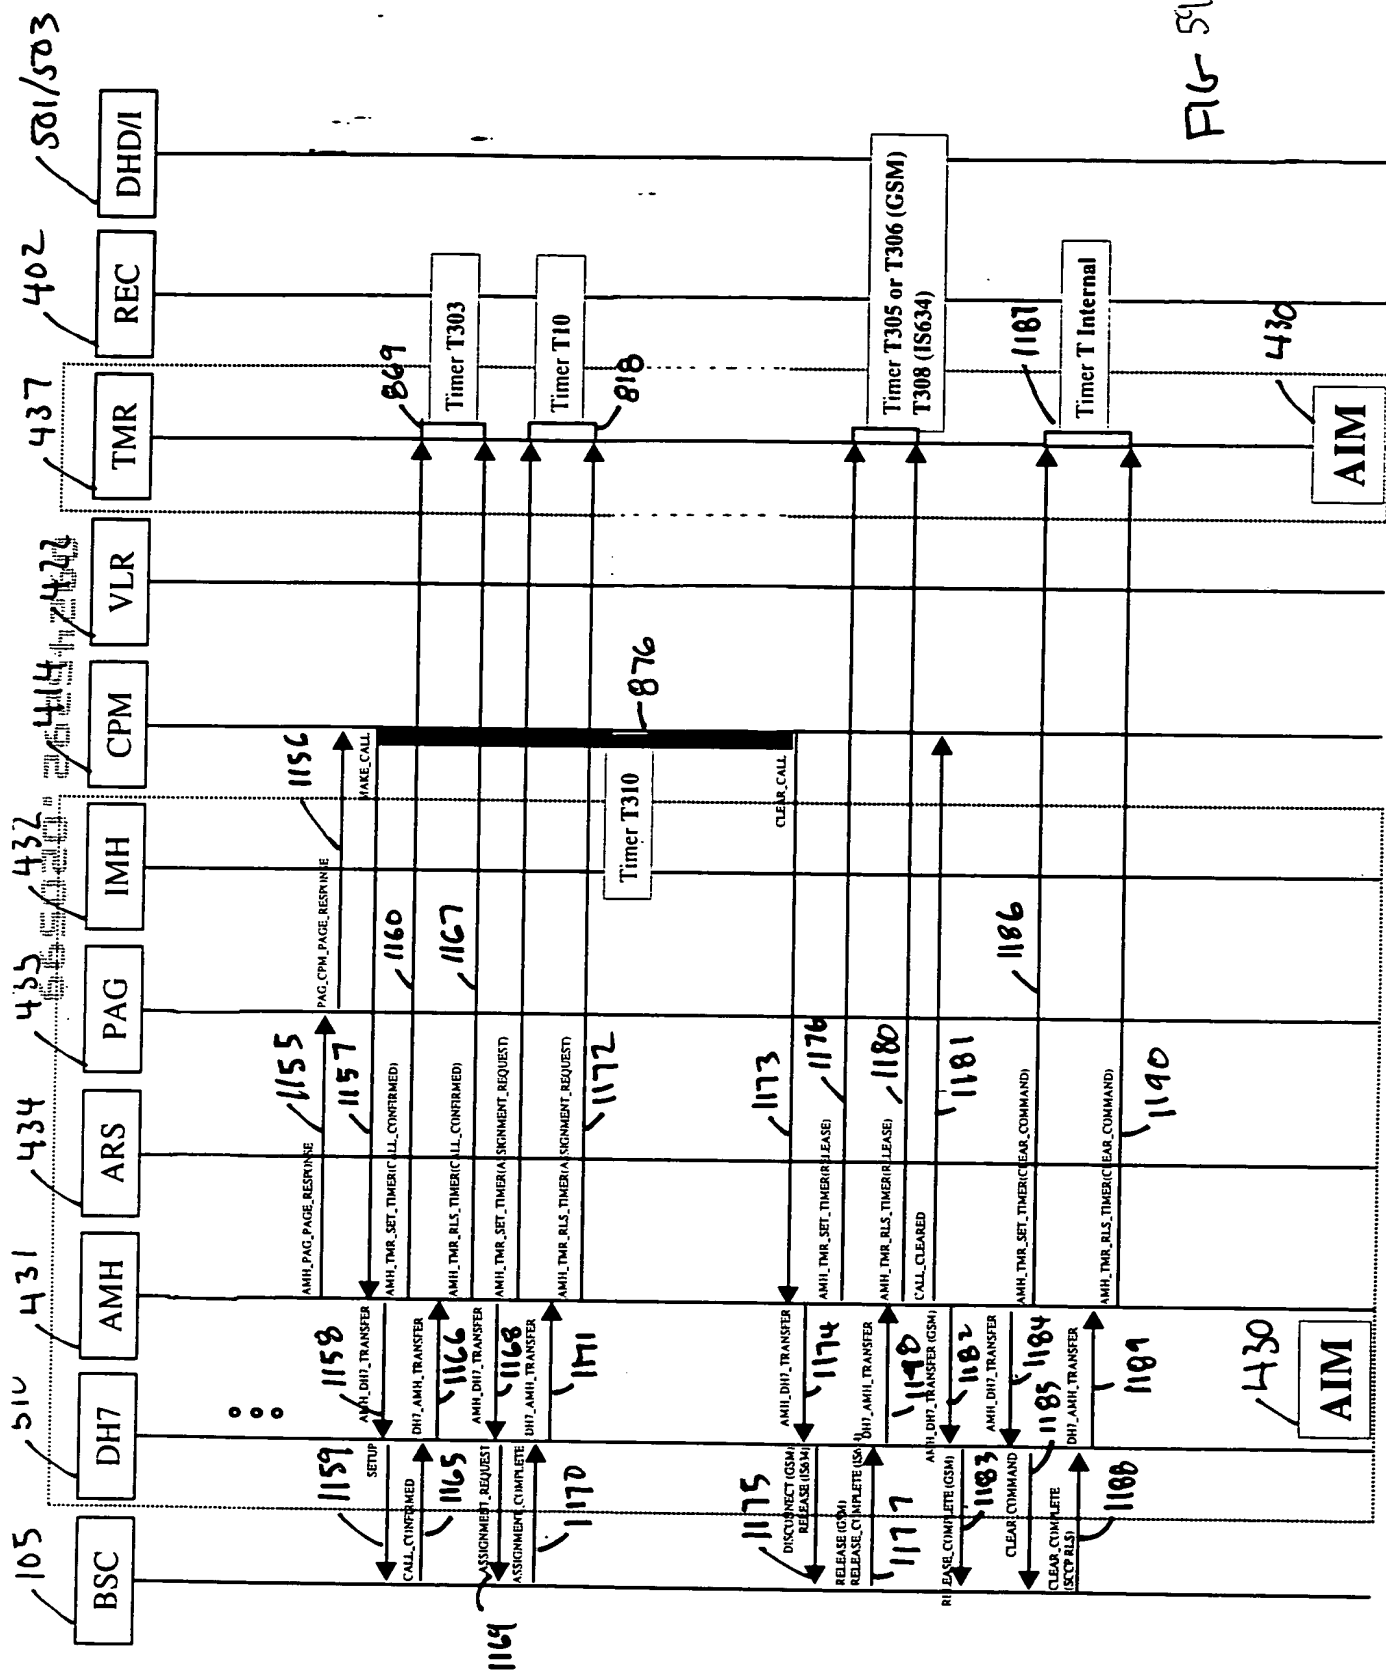 105
BSC
510
DH7
431
AMH
434
ARS
435
PAG
432
IMH
414
CPM
422
VLR
437
TMR
402
REC
501/503
DHD/I
AMH_PAG_PAGE_RESPONSE
1155
PAG_CPM_PAGE_RESPONSE
1156
MAKE_CALL
1157
AMH_DH7_TRANSFER
1158
SETUP
1159
AMH_TMR_SET_TIMER(CALL_CONFIRMED)
1160
869
Timer T303
CALL_CONFIRMED
1165
DH7_AMH_TRANSFER
1166
AMH_TMR_RLS_TIMER(CALL_CONFIRMED)
1167
AMH_DH7_TRANSFER
1168
ASSIGNMENT_REQUEST
1169
AMH_TMR_SET_TIMER(ASSIGNMENT_REQUEST)
Timer T10
818
ASSIGNMENT_COMPLETE
1170
DH7_AMH_TRANSFER
1171
AMH_TMR_RLS_TIMER(ASSIGNMENT_REQUEST)
1172
Timer T310
876
CLEAR_CALL
1173
AMH_DH7_TRANSFER
1174
DISCONNECT (GSM)
RELEASE (IS634)
1175
AMH_TMR_SET_TIMER(RELEASE)
1176
Timer T305 or T306 (GSM)
T308 (IS634)
RELEASE (GSM)
RELEASE_COMPLETE (IS634)
1177
DH7_AMH_TRANSFER
1198
AMH_TMR_RLS_TIMER(RELEASE)
1180
CALL_CLEARED
1181
AMH_DH7_TRANSFER (GSM)
1182
RELEASE_COMPLETE (GSM)
1183
AMH_DH7_TRANSFER
1184
CLEAR_COMMAND
1185
AMH_TMR_SET_TIMER(CLEAR_COMMAND)
1186
1187
Timer T Internal
CLEAR_COMPLETE
(SCCP RLS)
1188
DH7_AMH_TRANSFER
1189
AMH_TMR_RLS_TIMER(CLEAR_COMMAND)
1190
430
AIM
430
AIM
FIG 59